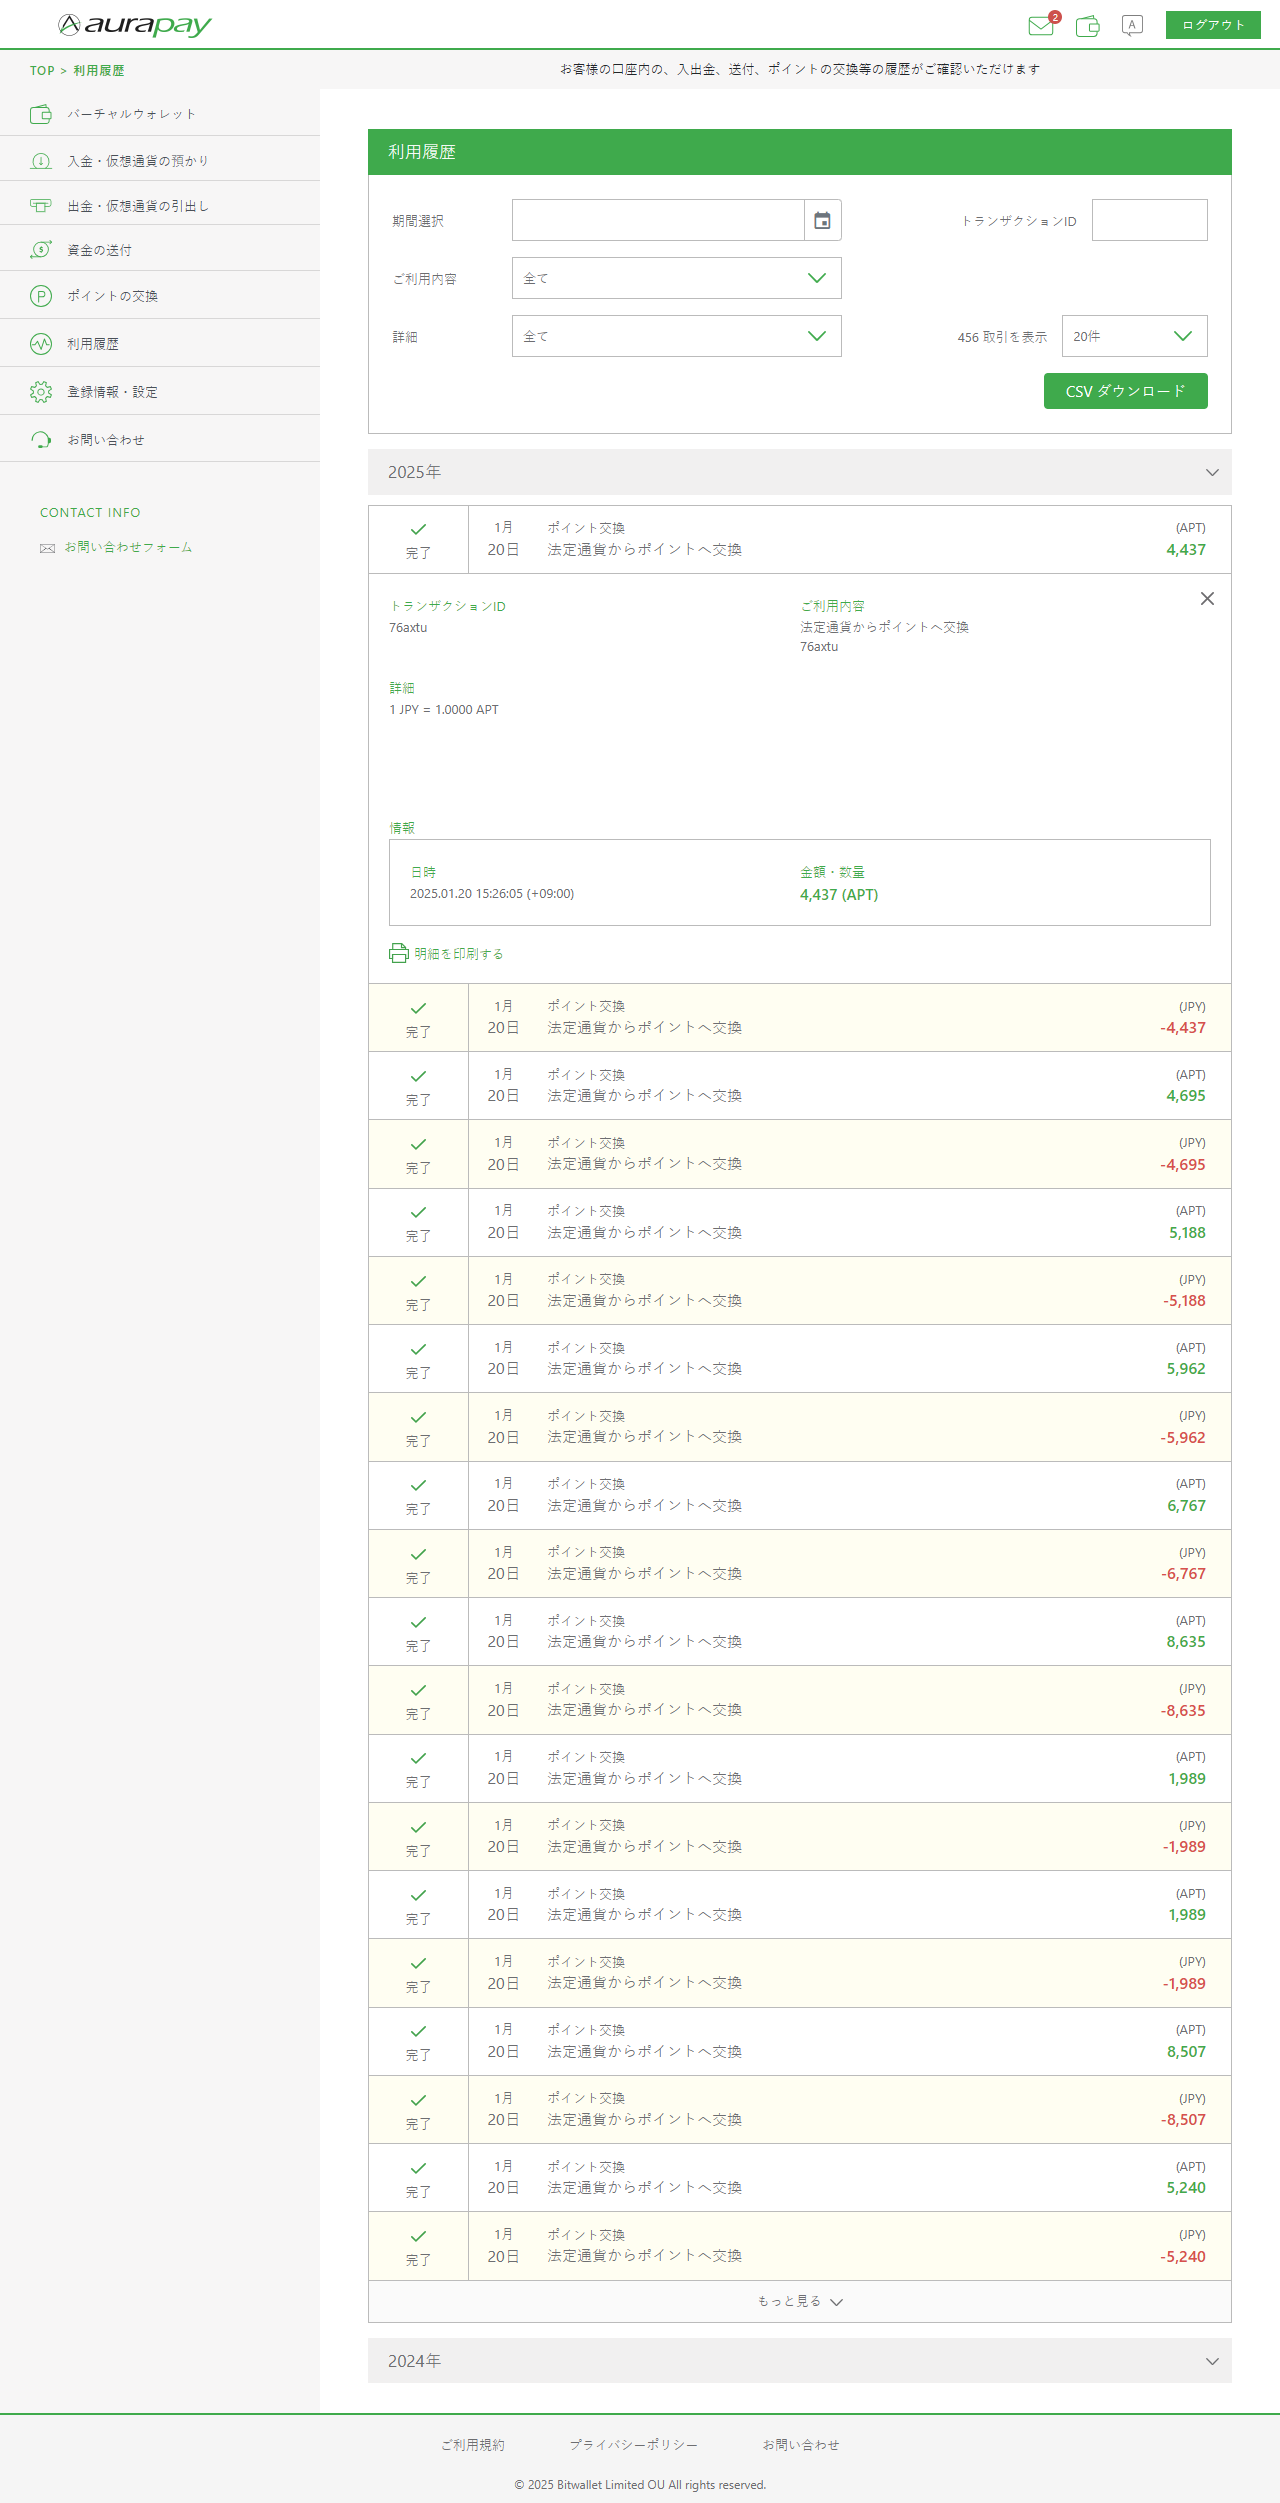 aurapay
2
A
ログアウト
TOP > 利用履歴
お客様の口座内の、入出金、送付、ポイントの交換等の履歴がご確認いただけます
バーチャルウォレット
入金・仮想通貨の預かり
出金・仮想通貨の引出し
資金の送付
ポイントの交換
利用履歴
登録情報・設定
お問い合わせ
CONTACT INFO
お問い合わせフォーム
利用履歴
期間選択
トランザクションID
ご利用内容
全て
詳細
全て
456 取引を表示
20件
CSV ダウンロード
2025年
完了
1月
20日
ポイント交換
法定通貨からポイントへ交換
(APT)
4,437
トランザクションID
76axtu
ご利用内容
法定通貨からポイントへ交換
76axtu
詳細
1 JPY = 1.0000 APT
情報
日時
2025.01.20 15:26:05 (+09:00)
金額・数量
4,437 (APT)
明細を印刷する
完了
1月
20日
ポイント交換
法定通貨からポイントへ交換
(JPY)
-4,437
完了
1月
20日
ポイント交換
法定通貨からポイントへ交換
(APT)
4,695
完了
1月
20日
ポイント交換
法定通貨からポイントへ交換
(JPY)
-4,695
完了
1月
20日
ポイント交換
法定通貨からポイントへ交換
(APT)
5,188
完了
1月
20日
ポイント交換
法定通貨からポイントへ交換
(JPY)
-5,188
完了
1月
20日
ポイント交換
法定通貨からポイントへ交換
(APT)
5,962
完了
1月
20日
ポイント交換
法定通貨からポイントへ交換
(JPY)
-5,962
完了
1月
20日
ポイント交換
法定通貨からポイントへ交換
(APT)
6,767
完了
1月
20日
ポイント交換
法定通貨からポイントへ交換
(JPY)
-6,767
完了
1月
20日
ポイント交換
法定通貨からポイントへ交換
(APT)
8,635
完了
1月
20日
ポイント交換
法定通貨からポイントへ交換
(JPY)
-8,635
完了
1月
20日
ポイント交換
法定通貨からポイントへ交換
(APT)
1,989
完了
1月
20日
ポイント交換
法定通貨からポイントへ交換
(JPY)
-1,989
完了
1月
20日
ポイント交換
法定通貨からポイントへ交換
(APT)
1,989
完了
1月
20日
ポイント交換
法定通貨からポイントへ交換
(JPY)
-1,989
完了
1月
20日
ポイント交換
法定通貨からポイントへ交換
(APT)
8,507
完了
1月
20日
ポイント交換
法定通貨からポイントへ交換
(JPY)
-8,507
完了
1月
20日
ポイント交換
法定通貨からポイントへ交換
(APT)
5,240
完了
1月
20日
ポイント交換
法定通貨からポイントへ交換
(JPY)
-5,240
もっと見る
2024年
ご利用規約
プライバシーポリシー
お問い合わせ
© 2025 Bitwallet Limited OU All rights reserved.